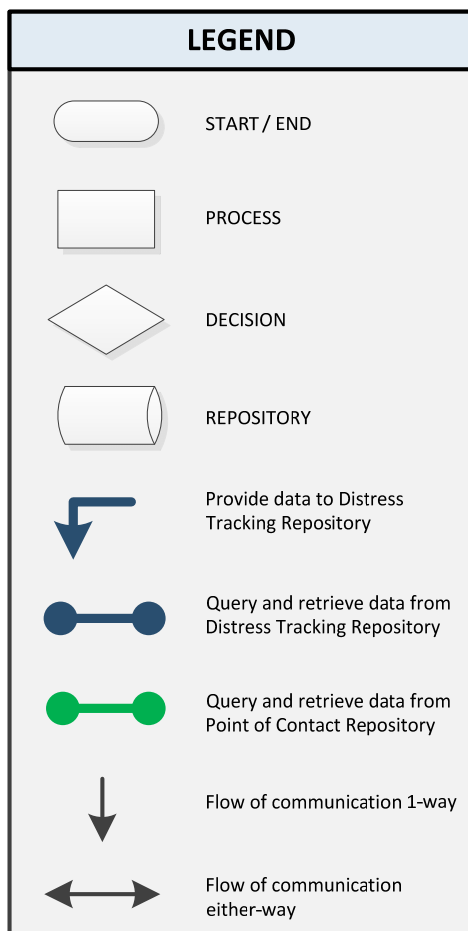 LEGEND
START / END
PROCESS
DECISION
REPOSITORY
Provide data to Distress
Tracking Repository
Query and retrieve data from
Distress Tracking Repository
Query and retrieve data from
Point of Contact Repository
Flow of communication 1-way
Flow of communication
either-way